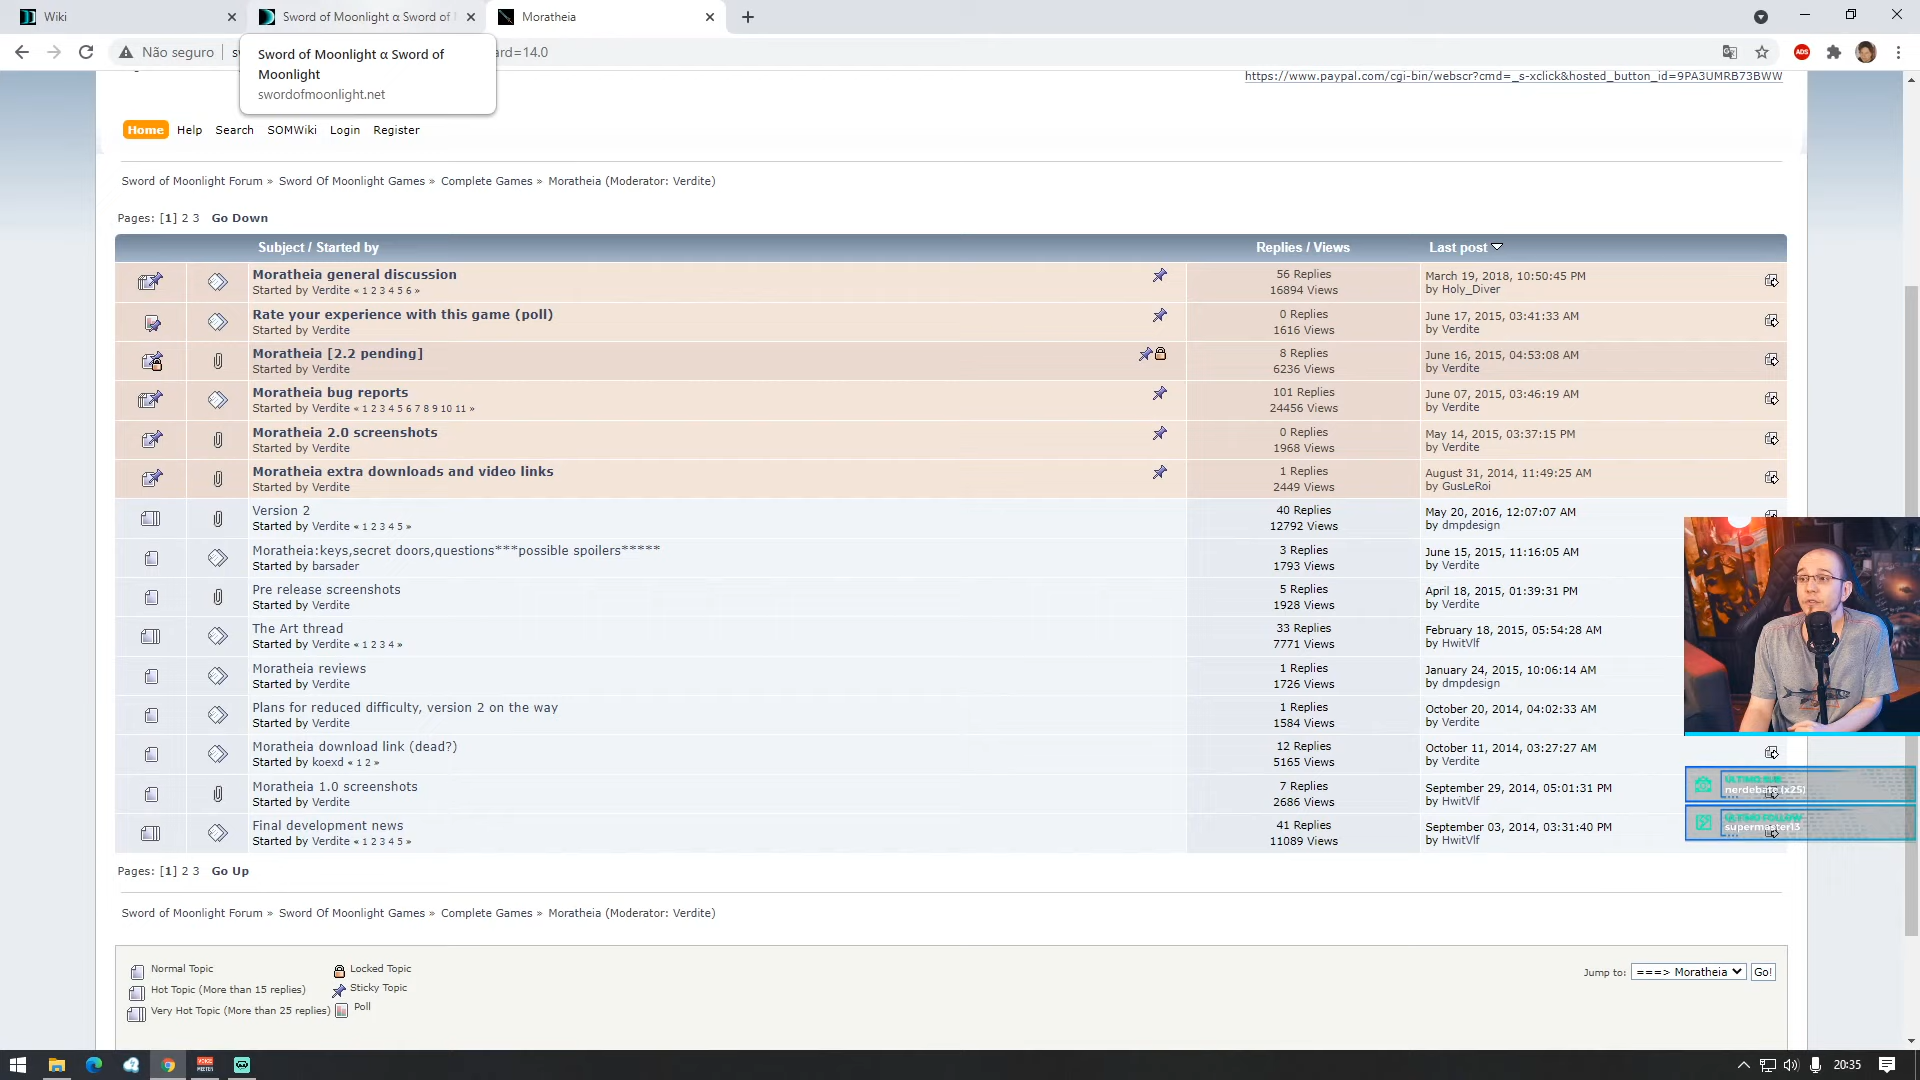 Wiki
Sword of Moonlight α Sword of
Moratheia
Não seguro
ard=14.0
Sword of Moonlight α Sword of
Moonlight
swordofmoonlight.net
https://www.paypal.com/cgi-bin/webscr?cmd=_s-xclick&hosted_button_id=9PA3UMRB73BWW
Home Help Search SOMWiki Login Register
Sword of Moonlight Forum » Sword Of Moonlight Games » Complete Games » Moratheia (Moderator: Verdite)
Pages: [1] 2 3 Go Down
Subject / Started by Replies / Views Last post
Moratheia general discussion 56 Replies March 19, 2018, 10:50:45 PM
Started by Verdite « 1 2 3 4 5 6 » 16894 Views by Holy_Diver
Rate your experience with this game (poll) 0 Replies June 17, 2015, 03:41:33 AM
Started by Verdite 1616 Views by Verdite
Moratheia [2.2 pending] 8 Replies June 16, 2015, 04:53:08 AM
Started by Verdite 6236 Views by Verdite
Moratheia bug reports 101 Replies June 07, 2015, 03:46:19 AM
Started by Verdite « 1 2 3 4 5 6 7 8 9 10 11 » 24456 Views by Verdite
Moratheia 2.0 screenshots 0 Replies May 14, 2015, 03:37:15 PM
Started by Verdite 1968 Views by Verdite
Moratheia extra downloads and video links 1 Replies August 31, 2014, 11:49:25 AM
Started by Verdite 2449 Views by GusLeRoi
Version 2 40 Replies May 20, 2016, 12:07:07 AM
Started by Verdite « 1 2 3 4 5 » 12792 Views by dmpdesign
Moratheia:keys,secret doors,questions***possible spoilers***** 3 Replies June 15, 2015, 11:16:05 AM
Started by barsader 1793 Views by Verdite
Pre release screenshots 5 Replies April 18, 2015, 01:39:31 PM
Started by Verdite 1928 Views by Verdite
The Art thread 33 Replies February 18, 2015, 05:54:28 AM
Started by Verdite « 1 2 3 4 » 7771 Views by HwitVlf
Moratheia reviews 1 Replies January 24, 2015, 10:06:14 AM
Started by Verdite 1726 Views by dmpdesign
Plans for reduced difficulty, version 2 on the way 1 Replies October 20, 2014, 04:02:33 AM
Started by Verdite 1584 Views by Verdite
Moratheia download link (dead?) 12 Replies October 11, 2014, 03:27:27 AM
Started by koexd « 1 2 » 5165 Views by Verdite
Moratheia 1.0 screenshots 7 Replies September 29, 2014, 05:01:31 PM
Started by Verdite 2686 Views by HwitVlf
Final development news 41 Replies September 03, 2014, 03:31:40 PM
Started by Verdite « 1 2 3 4 5 » 11089 Views by HwitVlf
ÚLTIMO SUB
nerdebate (x25)
ÚLTIMO FOLLOW
supermaster13
Pages: [1] 2 3 Go Up
Sword of Moonlight Forum » Sword Of Moonlight Games » Complete Games » Moratheia (Moderator: Verdite)
Normal Topic Locked Topic
Hot Topic (More than 15 replies) Sticky Topic
Very Hot Topic (More than 25 replies) Poll
Jump to: ===> Moratheia Go!
20:35